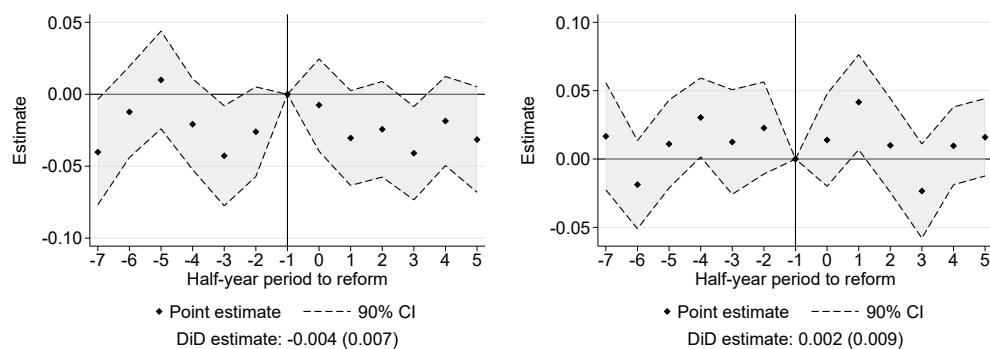 0.05
0.00
-0.05
-0.10
Estimate
-7 -6 -5 -4 -3 -2 -1 0 1 2 3 4 5
Half-year period to reform
Point estimate 90% CI
DiD estimate: -0.004 (0.007)
0.10
0.05
0.00
-0.05
Estimate
-7 -6 -5 -4 -3 -2 -1 0 1 2 3 4 5
Half-year period to reform
Point estimate 90% CI
DiD estimate: 0.002 (0.009)